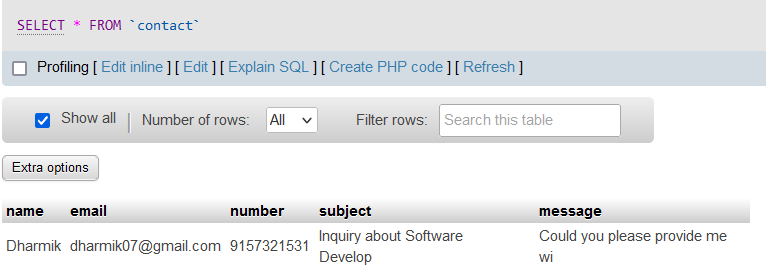 SELECT * FROM `contact`
Profiling [ Edit inline ] [ Edit ] [ Explain SQL ] [ Create PHP code ] [ Refresh ]
Show all | Number of rows: All Filter rows: Search this table
Extra options
name email number subject message
Dharmik dharmik07@gmail.com 9157321531 Inquiry about Software Could you please provide me
Develop wi